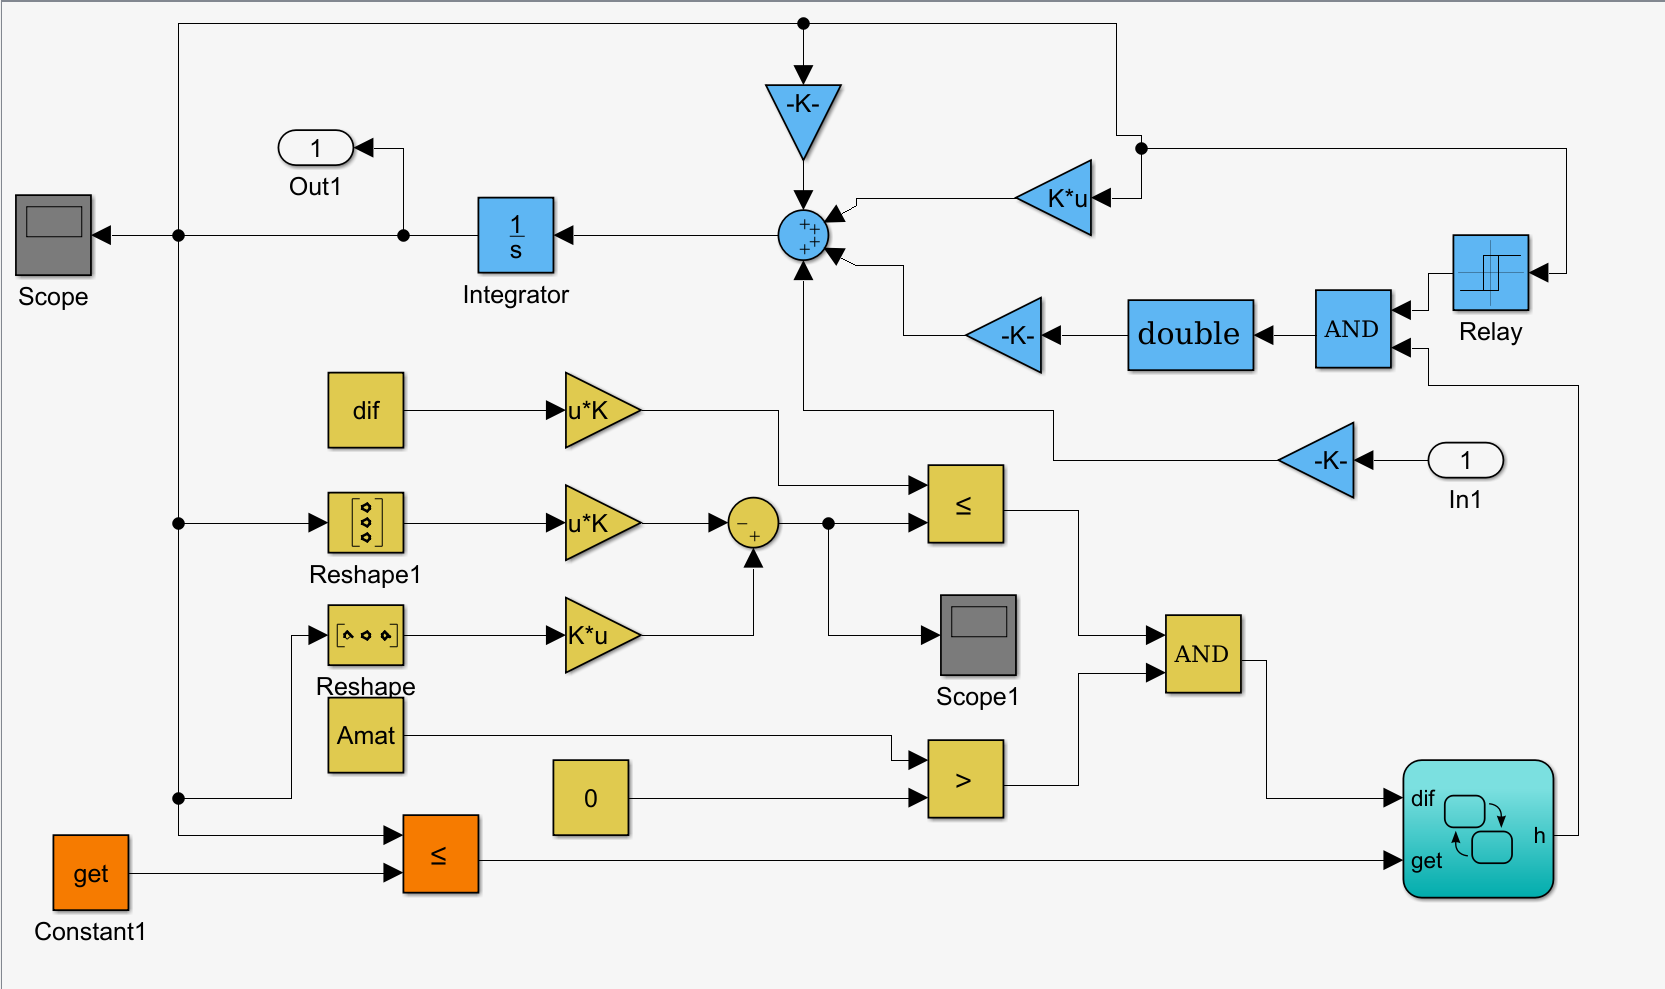 -K-
1
Out1
K*u
1
s
Integrator
+
+
+
+
Scope
Relay
-K-
double
AND
dif
u*K
-K-
1
In1
≤
u*K
−
+
Reshape1
K*u
Reshape
Scope1
AND
Amat
0
>
dif
get
h
≤
get
Constant1